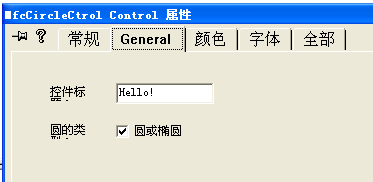 mfcCircleCtrol Control 属性
? 常规 General 颜色 字体 全部
控件标
Hello!
圆的类
圆或椭圆